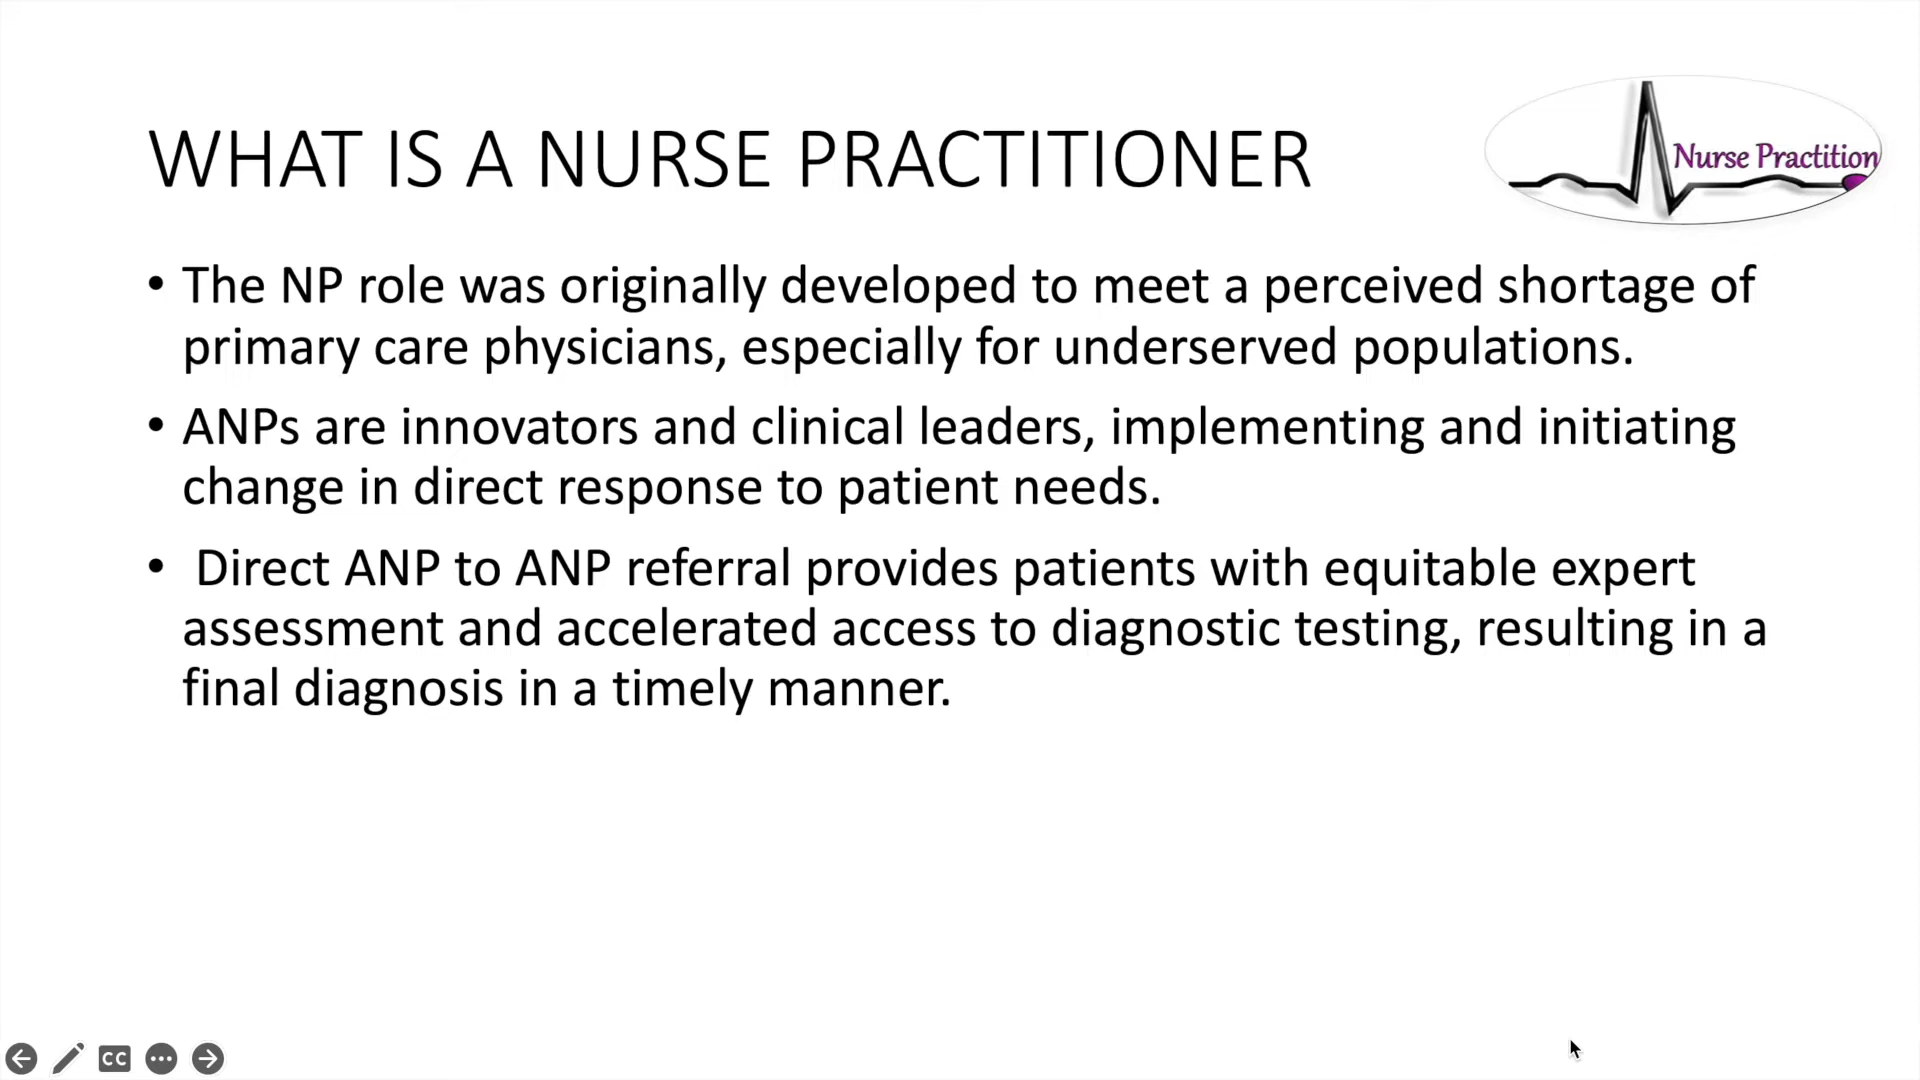 WHAT IS A NURSE PRACTITIONER
Nurse Practition
• The NP role was originally developed to meet a perceived shortage of
primary care physicians, especially for underserved populations.
• ANPs are innovators and clinical leaders, implementing and initiating
change in direct response to patient needs.
• Direct ANP to ANP referral provides patients with equitable expert
assessment and accelerated access to diagnostic testing, resulting in a
final diagnosis in a timely manner.
CC